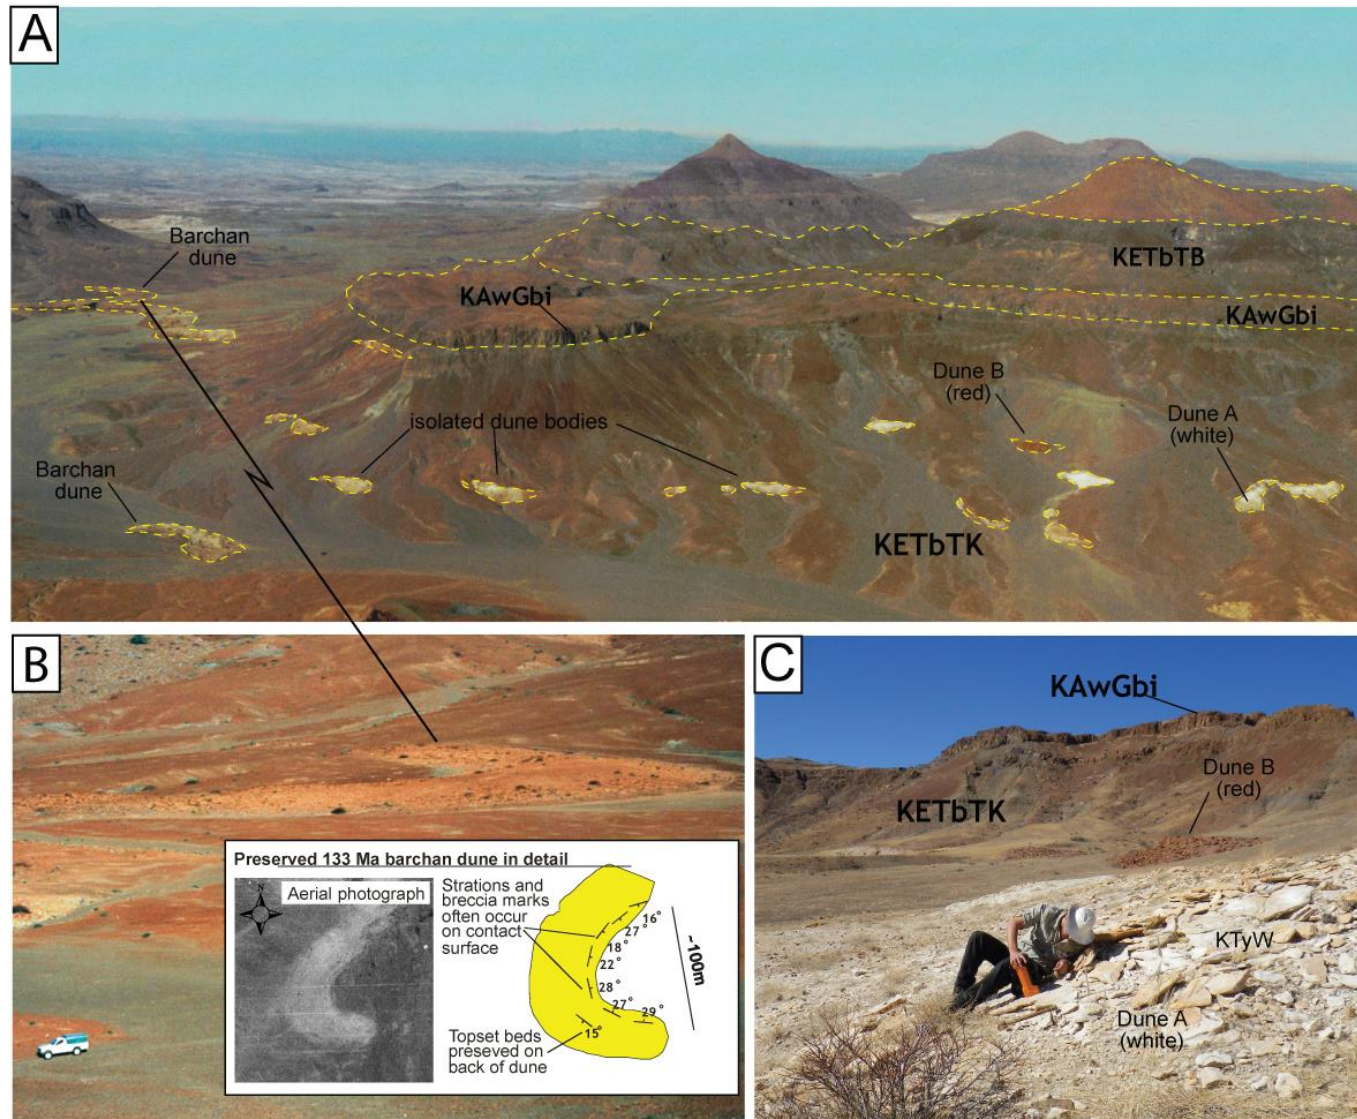 A
Barchan
dune
KAwGbi
KETbTB
KAwGbi
Dune B
(red)
Dune A
(white)
isolated dune bodies
Barchan
dune
KETbTK
B
Preserved 133 Ma barchan dune in detail
Aerial photograph
N
Strations and
breccia marks
often occur
on contact
surface
16°
27°
18°
22°
28°
27°
29°
15°
~100m
Topset beds
preseved on
back of dune
C
KAwGbi
Dune B
(red)
KETbTK
KTyW
Dune A
(white)